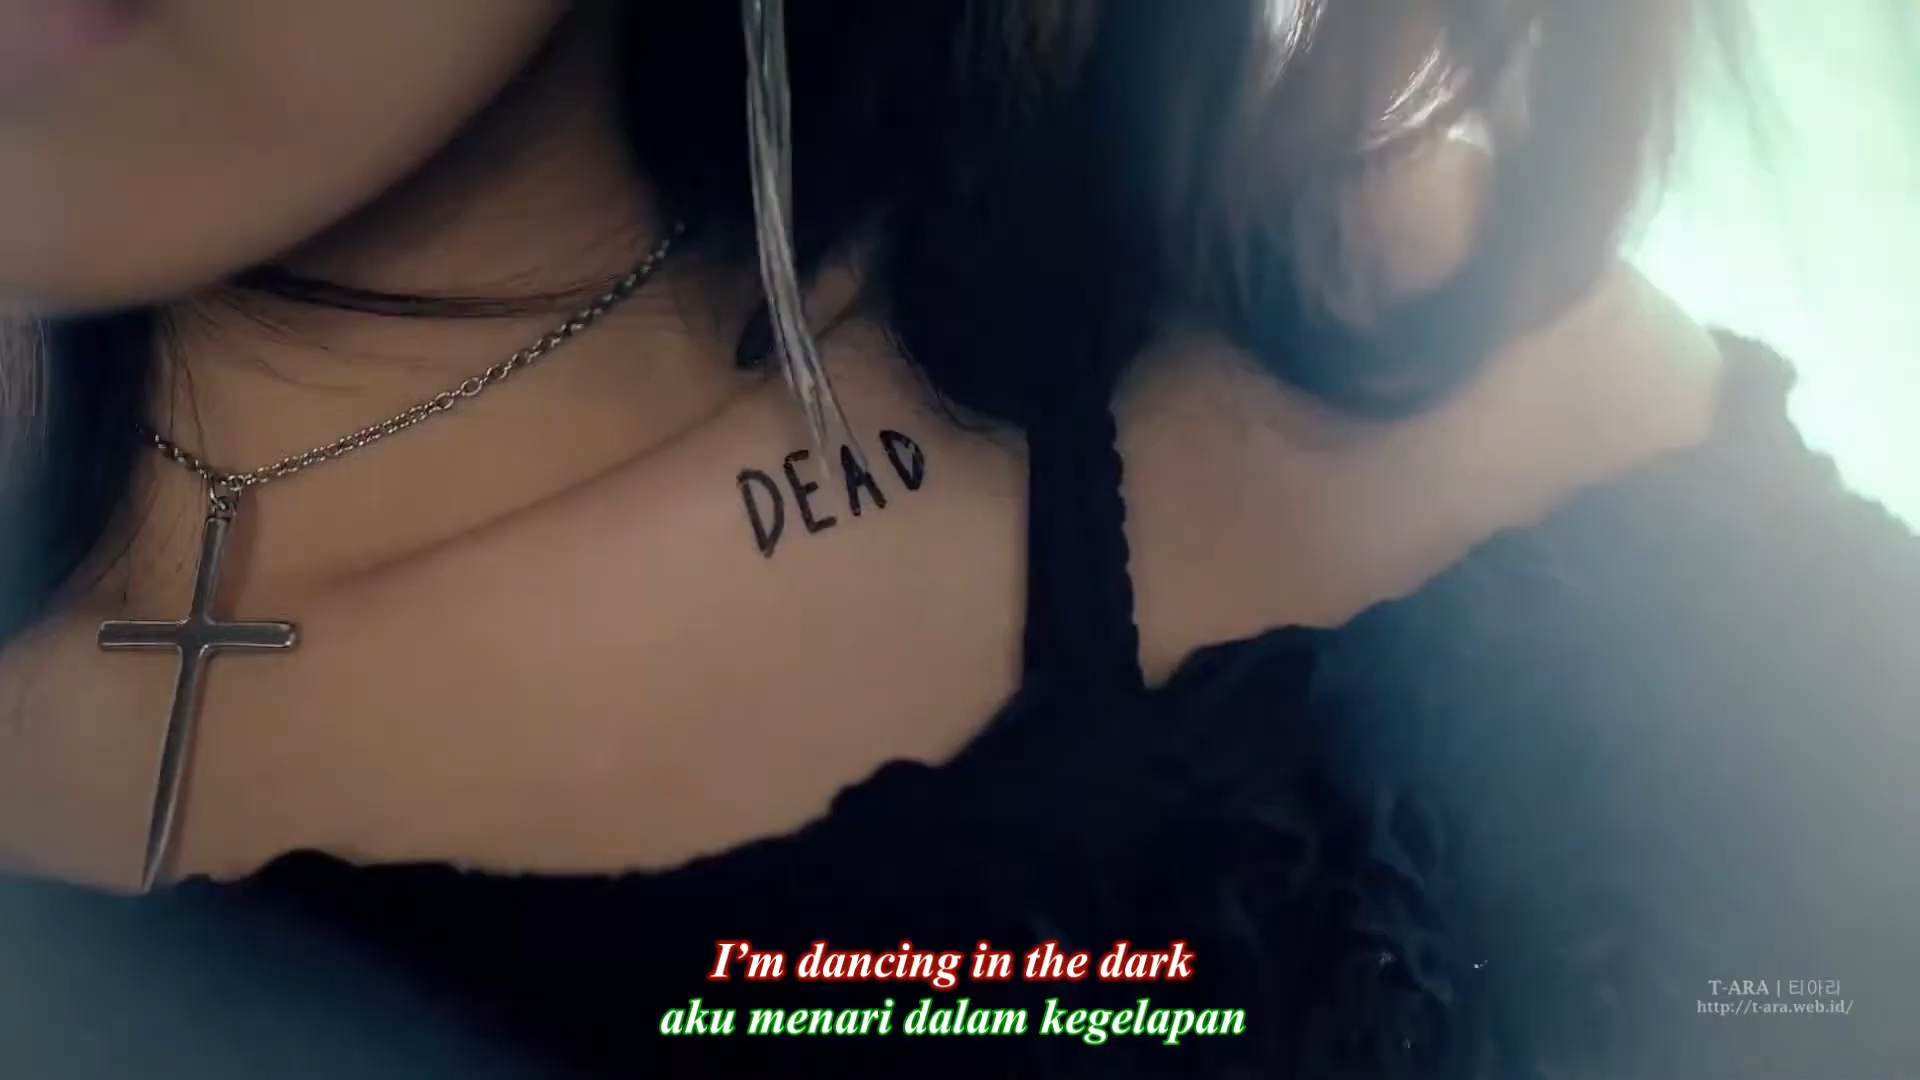 DEAD
I'm dancing in the dark
aku menari dalam kegelapan
T-ARA | 티아라
http://t-ara.web.id/